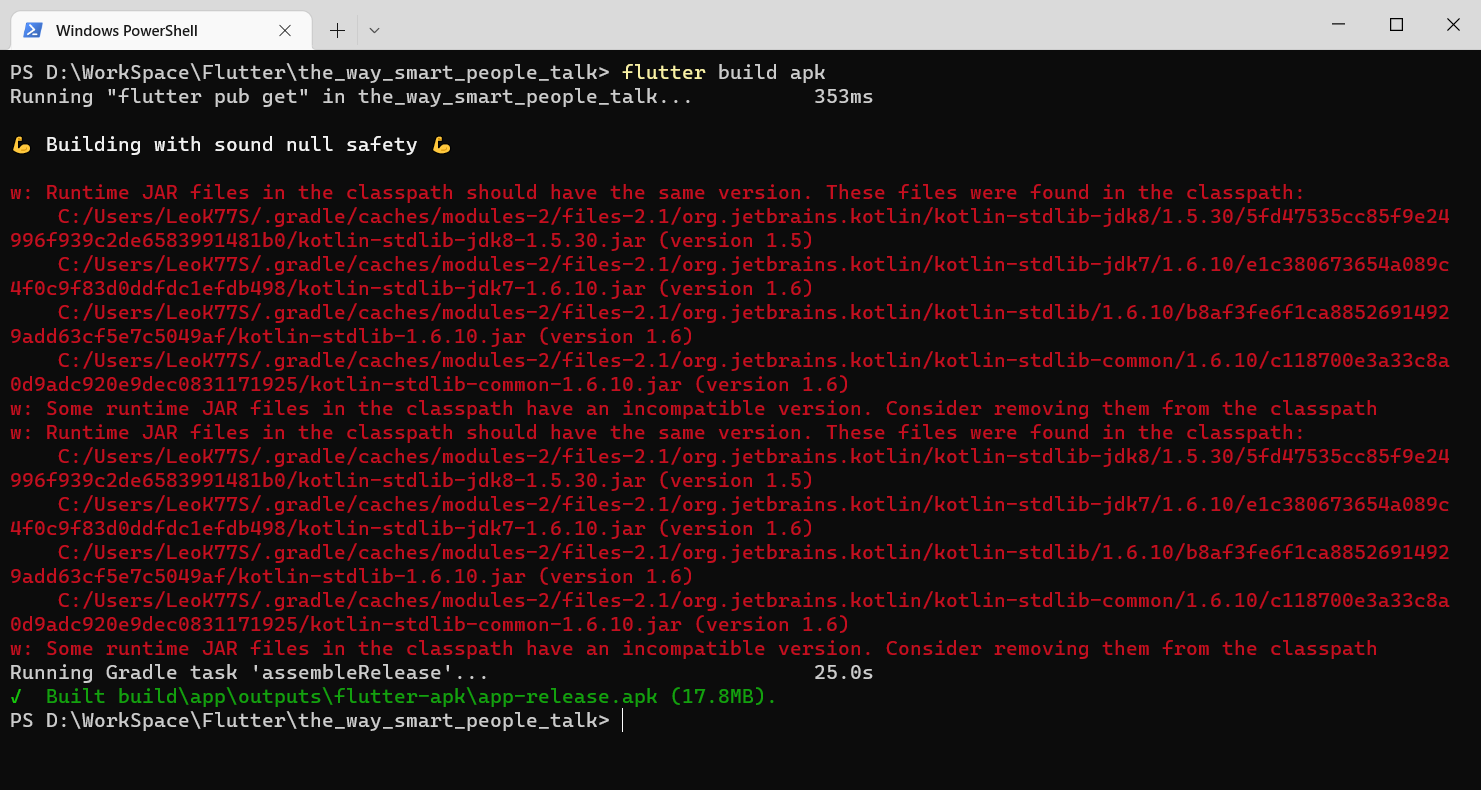 Windows PowerShell
PS D:\WorkSpace\Flutter\the_way_smart_people_talk> flutter build apk
Running "flutter pub get" in the_way_smart_people_talk...          353ms
💪 Building with sound null safety 💪
w: Runtime JAR files in the classpath should have the same version. These files were found in the classpath:
    C:/Users/LeoK77S/.gradle/caches/modules-2/files-2.1/org.jetbrains.kotlin/kotlin-stdlib-jdk8/1.5.30/5fd47535cc85f9e24
996f939c2de6583991481b0/kotlin-stdlib-jdk8-1.5.30.jar (version 1.5)
    C:/Users/LeoK77S/.gradle/caches/modules-2/files-2.1/org.jetbrains.kotlin/kotlin-stdlib-jdk7/1.6.10/e1c380673654a089c
4f0c9f83d0ddfdc1efdb498/kotlin-stdlib-jdk7-1.6.10.jar (version 1.6)
    C:/Users/LeoK77S/.gradle/caches/modules-2/files-2.1/org.jetbrains.kotlin/kotlin-stdlib/1.6.10/b8af3fe6f1ca8852691492
9add63cf5e7c5049af/kotlin-stdlib-1.6.10.jar (version 1.6)
    C:/Users/LeoK77S/.gradle/caches/modules-2/files-2.1/org.jetbrains.kotlin/kotlin-stdlib-common/1.6.10/c118700e3a33c8a
0d9adc920e9dec0831171925/kotlin-stdlib-common-1.6.10.jar (version 1.6)
w: Some runtime JAR files in the classpath have an incompatible version. Consider removing them from the classpath
w: Runtime JAR files in the classpath should have the same version. These files were found in the classpath:
    C:/Users/LeoK77S/.gradle/caches/modules-2/files-2.1/org.jetbrains.kotlin/kotlin-stdlib-jdk8/1.5.30/5fd47535cc85f9e24
996f939c2de6583991481b0/kotlin-stdlib-jdk8-1.5.30.jar (version 1.5)
    C:/Users/LeoK77S/.gradle/caches/modules-2/files-2.1/org.jetbrains.kotlin/kotlin-stdlib-jdk7/1.6.10/e1c380673654a089c
4f0c9f83d0ddfdc1efdb498/kotlin-stdlib-jdk7-1.6.10.jar (version 1.6)
    C:/Users/LeoK77S/.gradle/caches/modules-2/files-2.1/org.jetbrains.kotlin/kotlin-stdlib/1.6.10/b8af3fe6f1ca8852691492
9add63cf5e7c5049af/kotlin-stdlib-1.6.10.jar (version 1.6)
    C:/Users/LeoK77S/.gradle/caches/modules-2/files-2.1/org.jetbrains.kotlin/kotlin-stdlib-common/1.6.10/c118700e3a33c8a
0d9adc920e9dec0831171925/kotlin-stdlib-common-1.6.10.jar (version 1.6)
w: Some runtime JAR files in the classpath have an incompatible version. Consider removing them from the classpath
Running Gradle task 'assembleRelease'...                           25.0s
√  Built build\app\outputs\flutter-apk\app-release.apk (17.8MB).
PS D:\WorkSpace\Flutter\the_way_smart_people_talk>